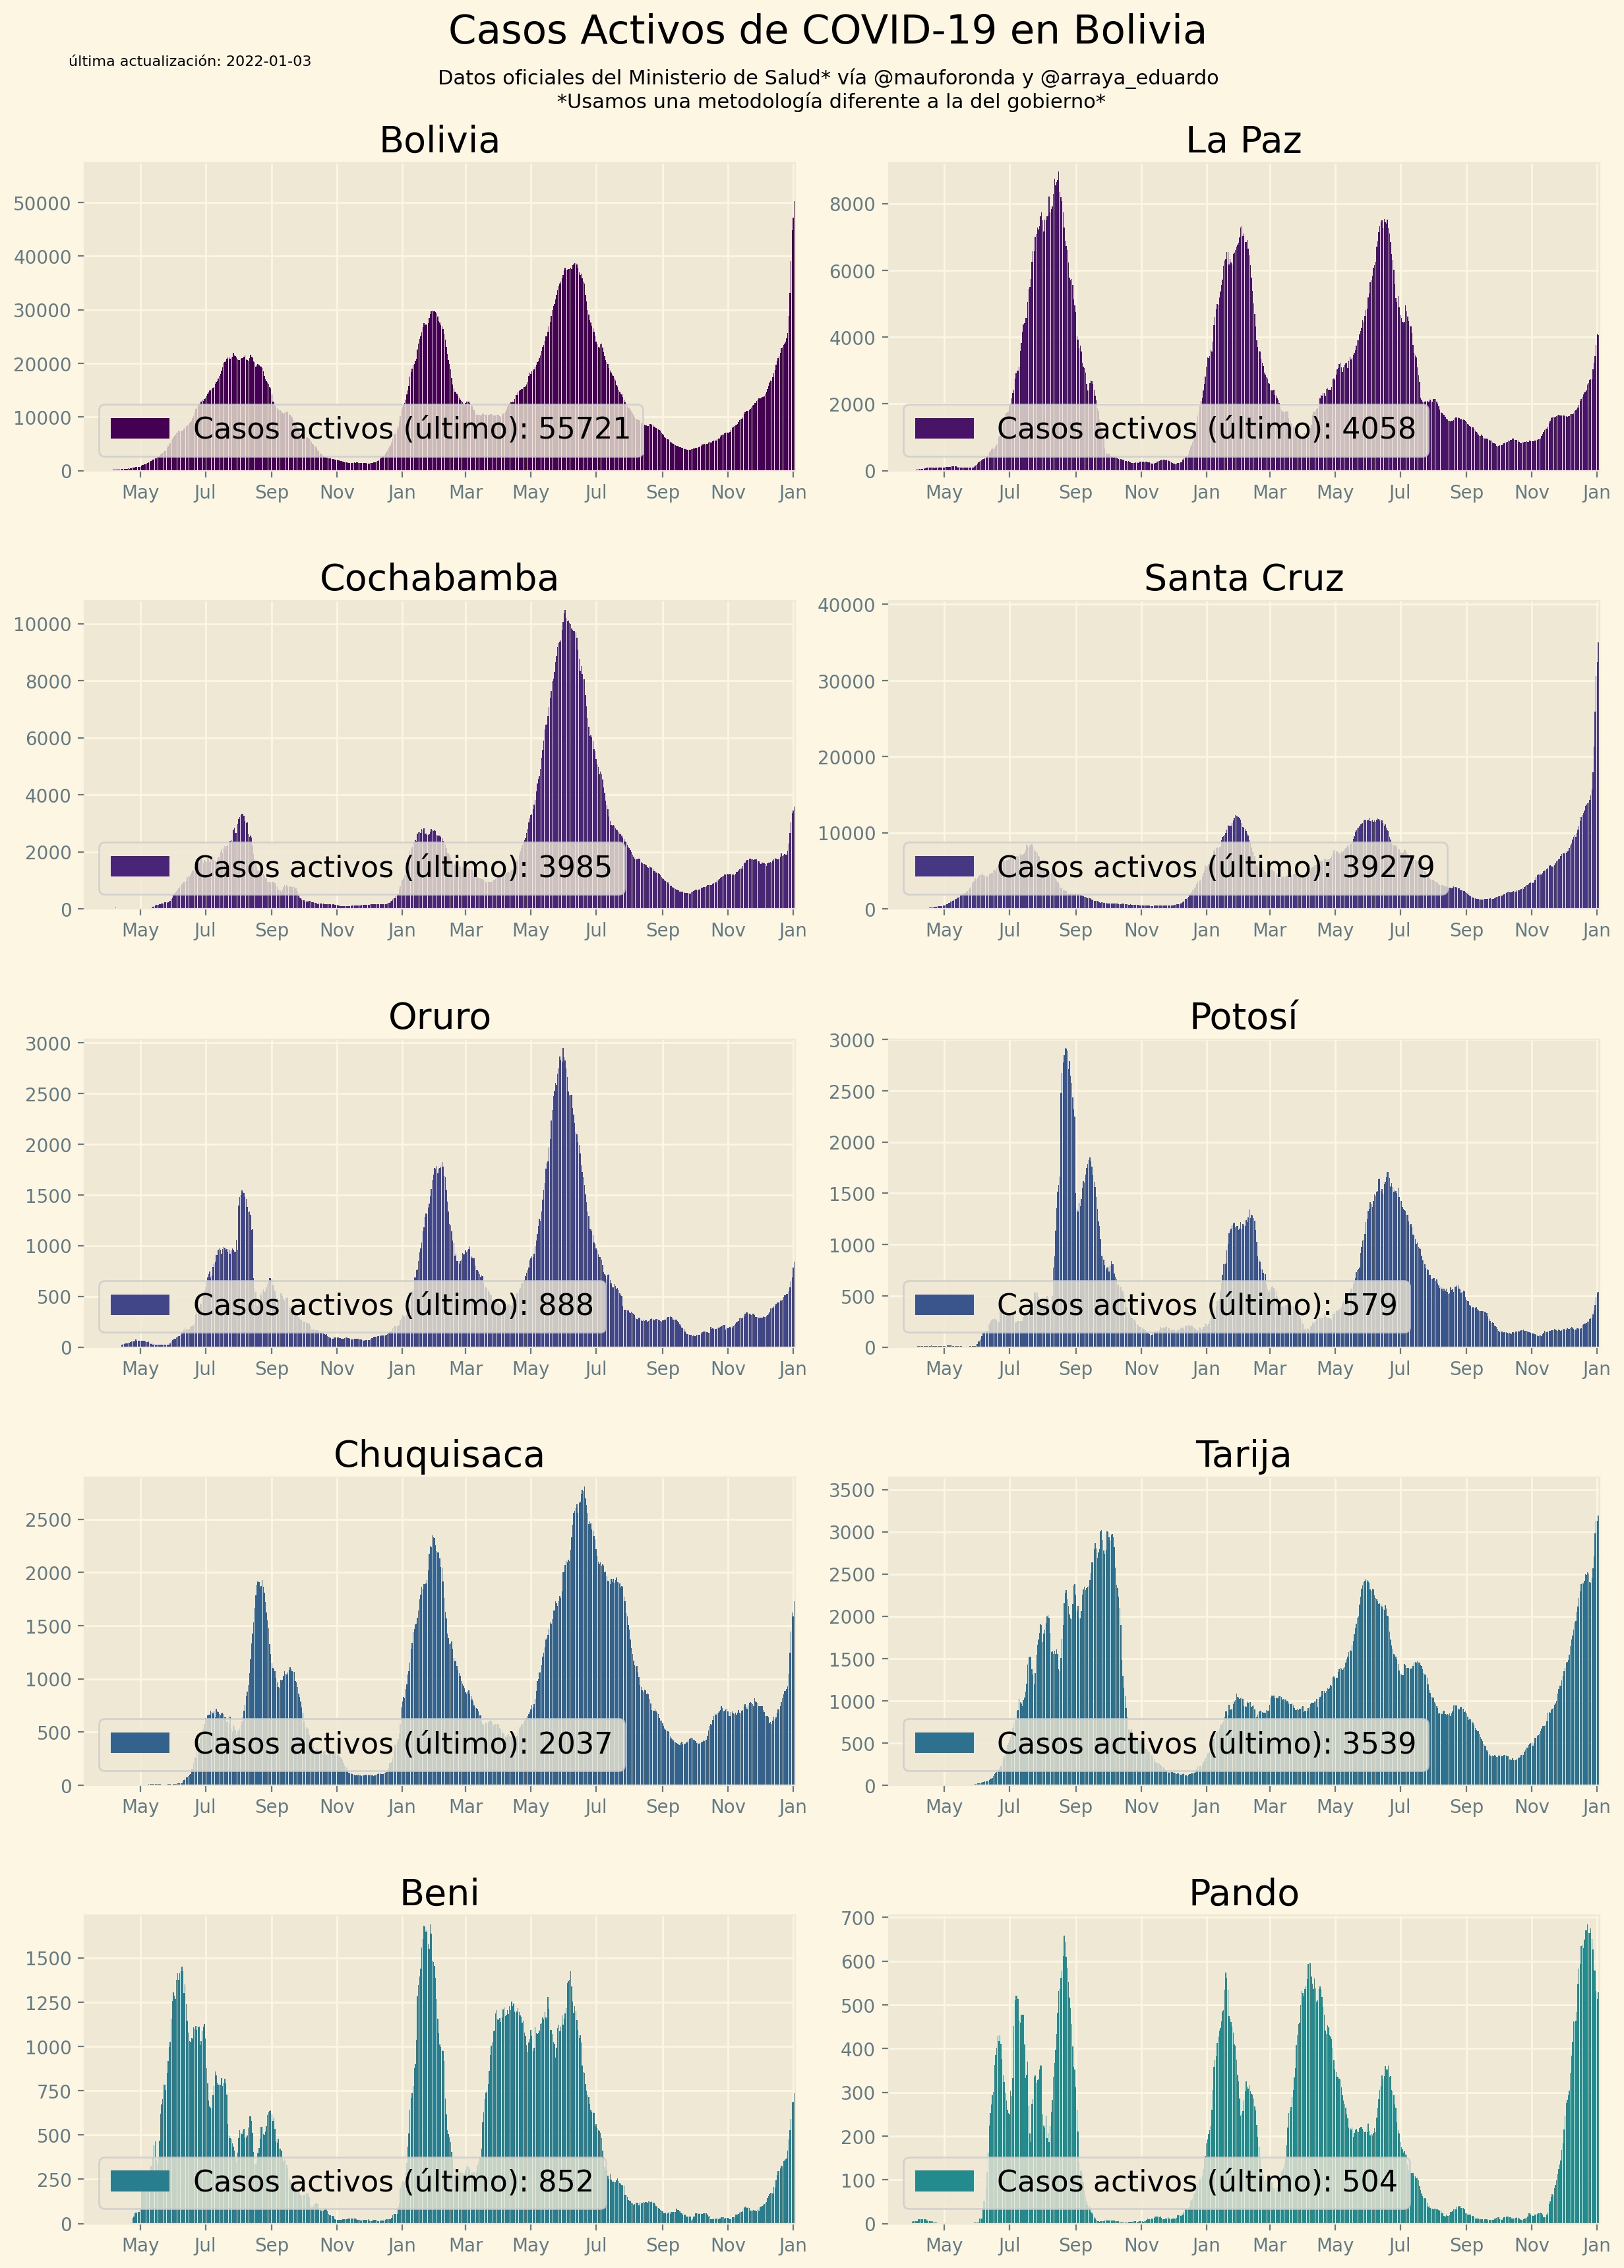 Casos Activos de COVID-19 en Bolivia
última actualización: 2022-01-03
Datos oficiales del Ministerio de Salud* vía @mauforonda y @arraya_eduardo
*Usamos una metodología diferente a la del gobierno*
Bolivia
50000
40000
30000
20000
10000
0
Casos activos (último): 55721
May Jul Sep Nov Jan Mar May Jul Sep Nov Jan
La Paz
8000
6000
4000
2000
0
Casos activos (último): 4058
May Jul Sep Nov Jan Mar May Jul Sep Nov Jan
Cochabamba
10000
8000
6000
4000
2000
0
Casos activos (último): 3985
May Jul Sep Nov Jan Mar May Jul Sep Nov Jan
Santa Cruz
40000
30000
20000
10000
0
Casos activos (último): 39279
May Jul Sep Nov Jan Mar May Jul Sep Nov Jan
Oruro
3000
2500
2000
1500
1000
500
0
Casos activos (último): 888
May Jul Sep Nov Jan Mar May Jul Sep Nov Jan
Potosí
3000
2500
2000
1500
1000
500
0
Casos activos (último): 579
May Jul Sep Nov Jan Mar May Jul Sep Nov Jan
Chuquisaca
2500
2000
1500
1000
500
0
Casos activos (último): 2037
May Jul Sep Nov Jan Mar May Jul Sep Nov Jan
Tarija
3500
3000
2500
2000
1500
1000
500
0
Casos activos (último): 3539
May Jul Sep Nov Jan Mar May Jul Sep Nov Jan
Beni
1500
1250
1000
750
500
250
0
Casos activos (último): 852
May Jul Sep Nov Jan Mar May Jul Sep Nov Jan
Pando
700
600
500
400
300
200
100
0
Casos activos (último): 504
May Jul Sep Nov Jan Mar May Jul Sep Nov Jan